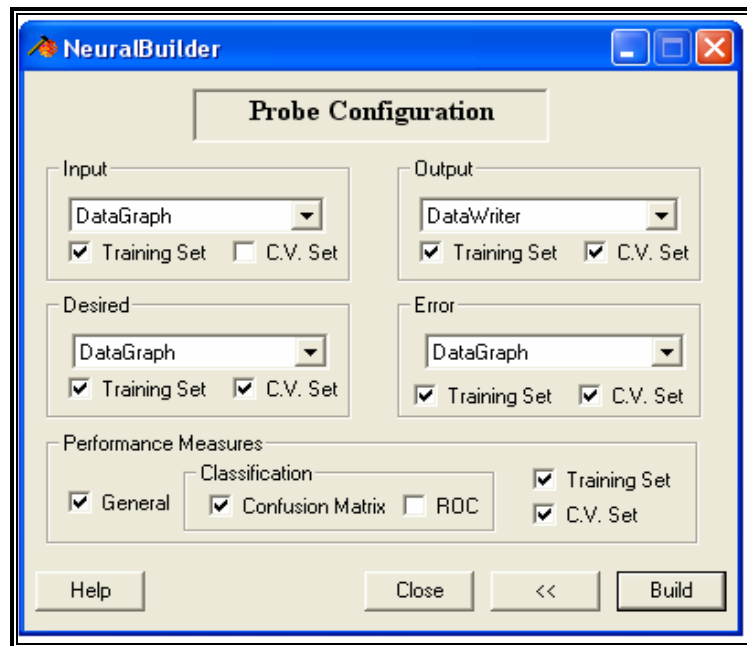 NeuralBuilder
Probe Configuration
Input
DataGraph
Training Set C.V. Set
Output
DataWriter
Training Set C.V. Set
Desired
DataGraph
Training Set C.V. Set
Error
DataGraph
Training Set C.V. Set
Performance Measures
General
Classification
Confusion Matrix ROC
Training Set
C.V. Set
Help Close << Build